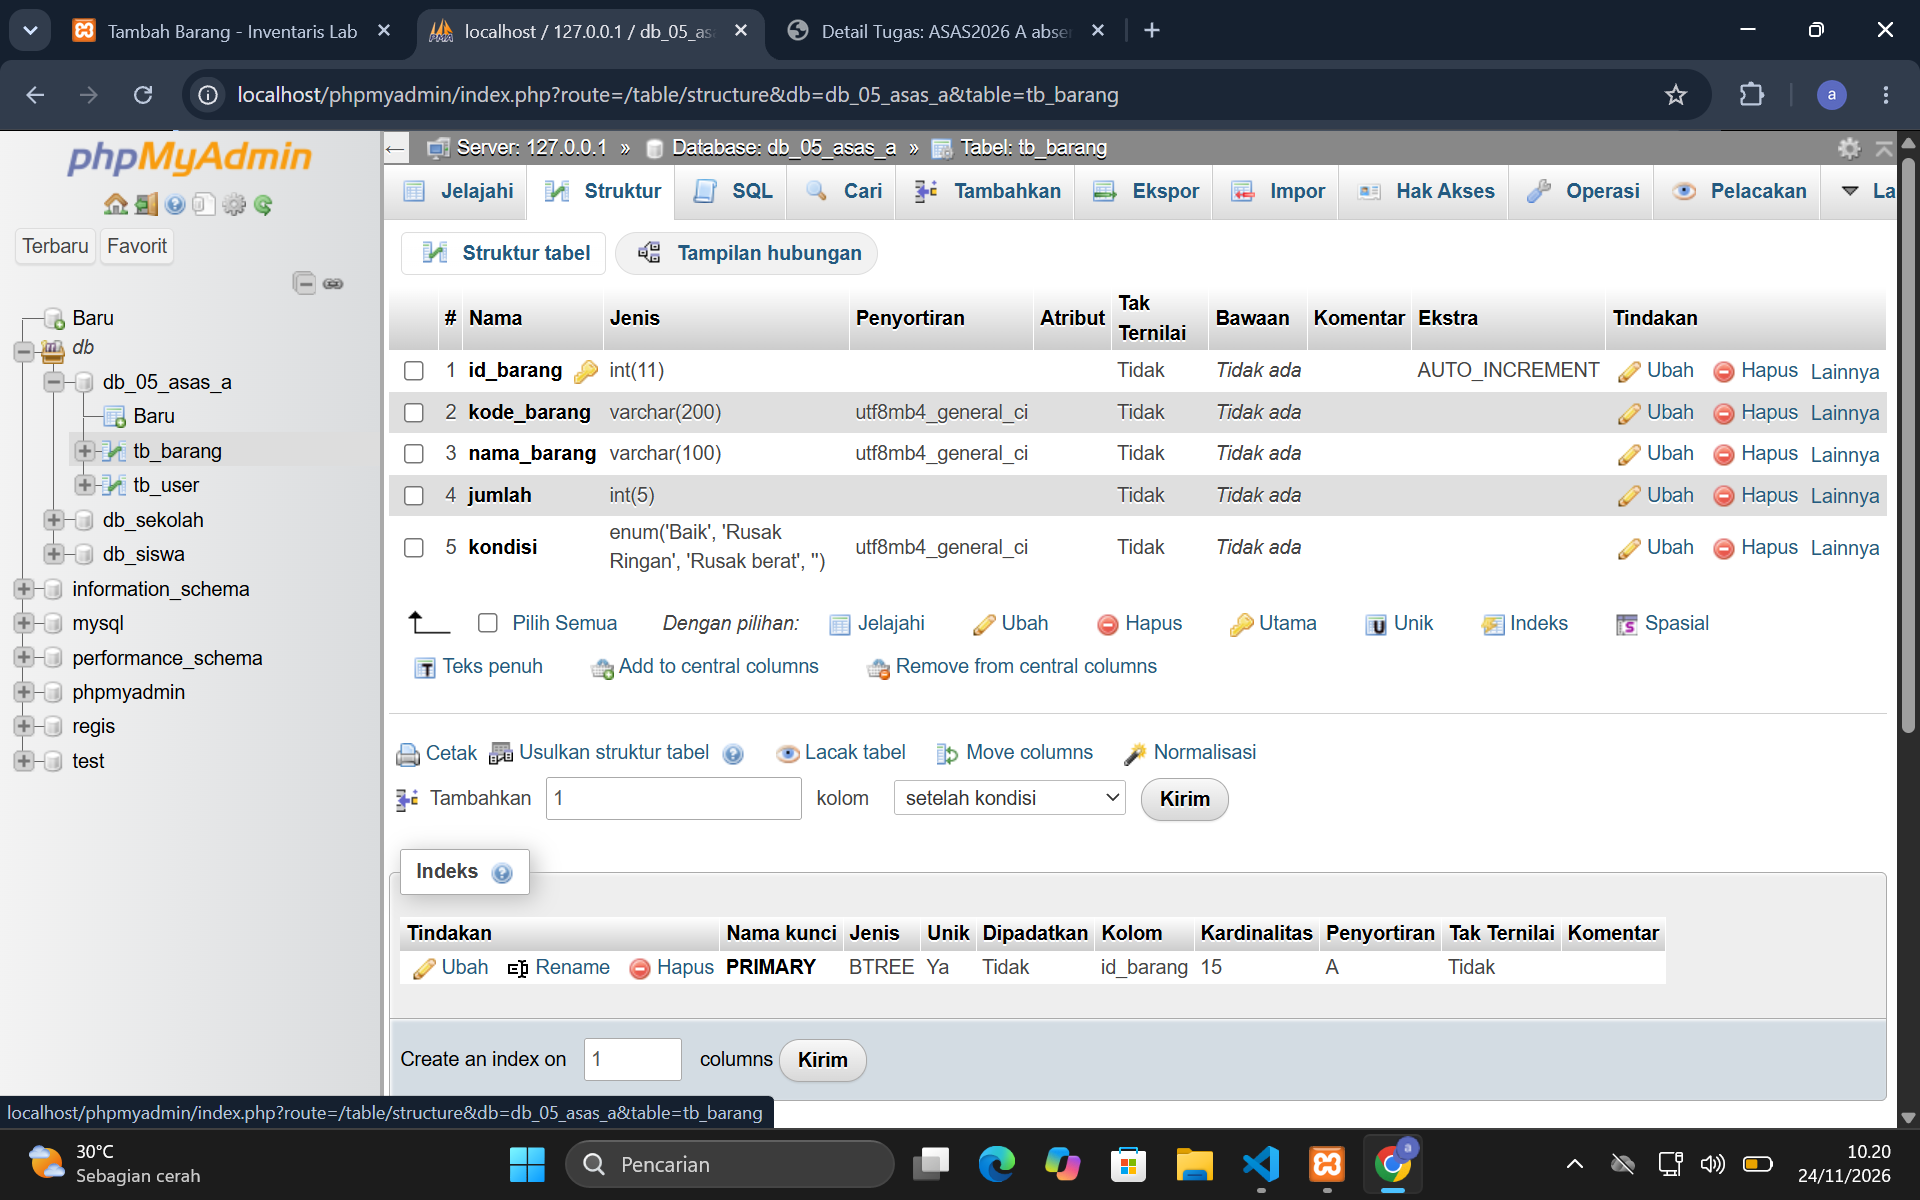 Tambah Barang - Inventaris Lab
localhost / 127.0.0.1 / db_05_as
Detail Tugas: ASAS2026 A abse
localhost/phpmyadmin/index.php?route=/table/structure&db=db_05_asas_a&table=tb_barang
a
phpMyAdmin
Terbaru
Favorit
Baru
db
db_05_asas_a
Baru
tb_barang
tb_user
db_sekolah
db_siswa
information_schema
mysql
performance_schema
phpmyadmin
regis
test
Server: 127.0.0.1 » Database: db_05_asas_a » Tabel: tb_barang
Jelajahi Struktur SQL Cari Tambahkan Ekspor Impor Hak Akses Operasi Pelacakan La
Struktur tabel Tampilan hubungan
# Nama Jenis Penyortiran Atribut Tak Ternilai Bawaan Komentar Ekstra Tindakan
1 id_barang int(11) Tidak Tidak ada AUTO_INCREMENT Ubah Hapus Lainnya
2 kode_barang varchar(200) utf8mb4_general_ci Tidak Tidak ada Ubah Hapus Lainnya
3 nama_barang varchar(100) utf8mb4_general_ci Tidak Tidak ada Ubah Hapus Lainnya
4 jumlah int(5) Tidak Tidak ada Ubah Hapus Lainnya
5 kondisi enum('Baik', 'Rusak Ringan', 'Rusak berat', '') utf8mb4_general_ci Tidak Tidak ada Ubah Hapus Lainnya
Pilih Semua Dengan pilihan: Jelajahi Ubah Hapus Utama Unik Indeks Spasial
Teks penuh Add to central columns Remove from central columns
Cetak Usulkan struktur tabel Lacak tabel Move columns Normalisasi
Tambahkan 1 kolom setelah kondisi Kirim
Indeks
Tindakan Nama kunci Jenis Unik Dipadatkan Kolom Kardinalitas Penyortiran Tak Ternilai Komentar
Ubah Rename Hapus PRIMARY BTREE Ya Tidak id_barang 15 A Tidak
Create an index on 1 columns Kirim
localhost/phpmyadmin/index.php?route=/table/structure&db=db_05_asas_a&table=tb_barang
30°C
Sebagian cerah
Pencarian
a
10.20
24/11/2026